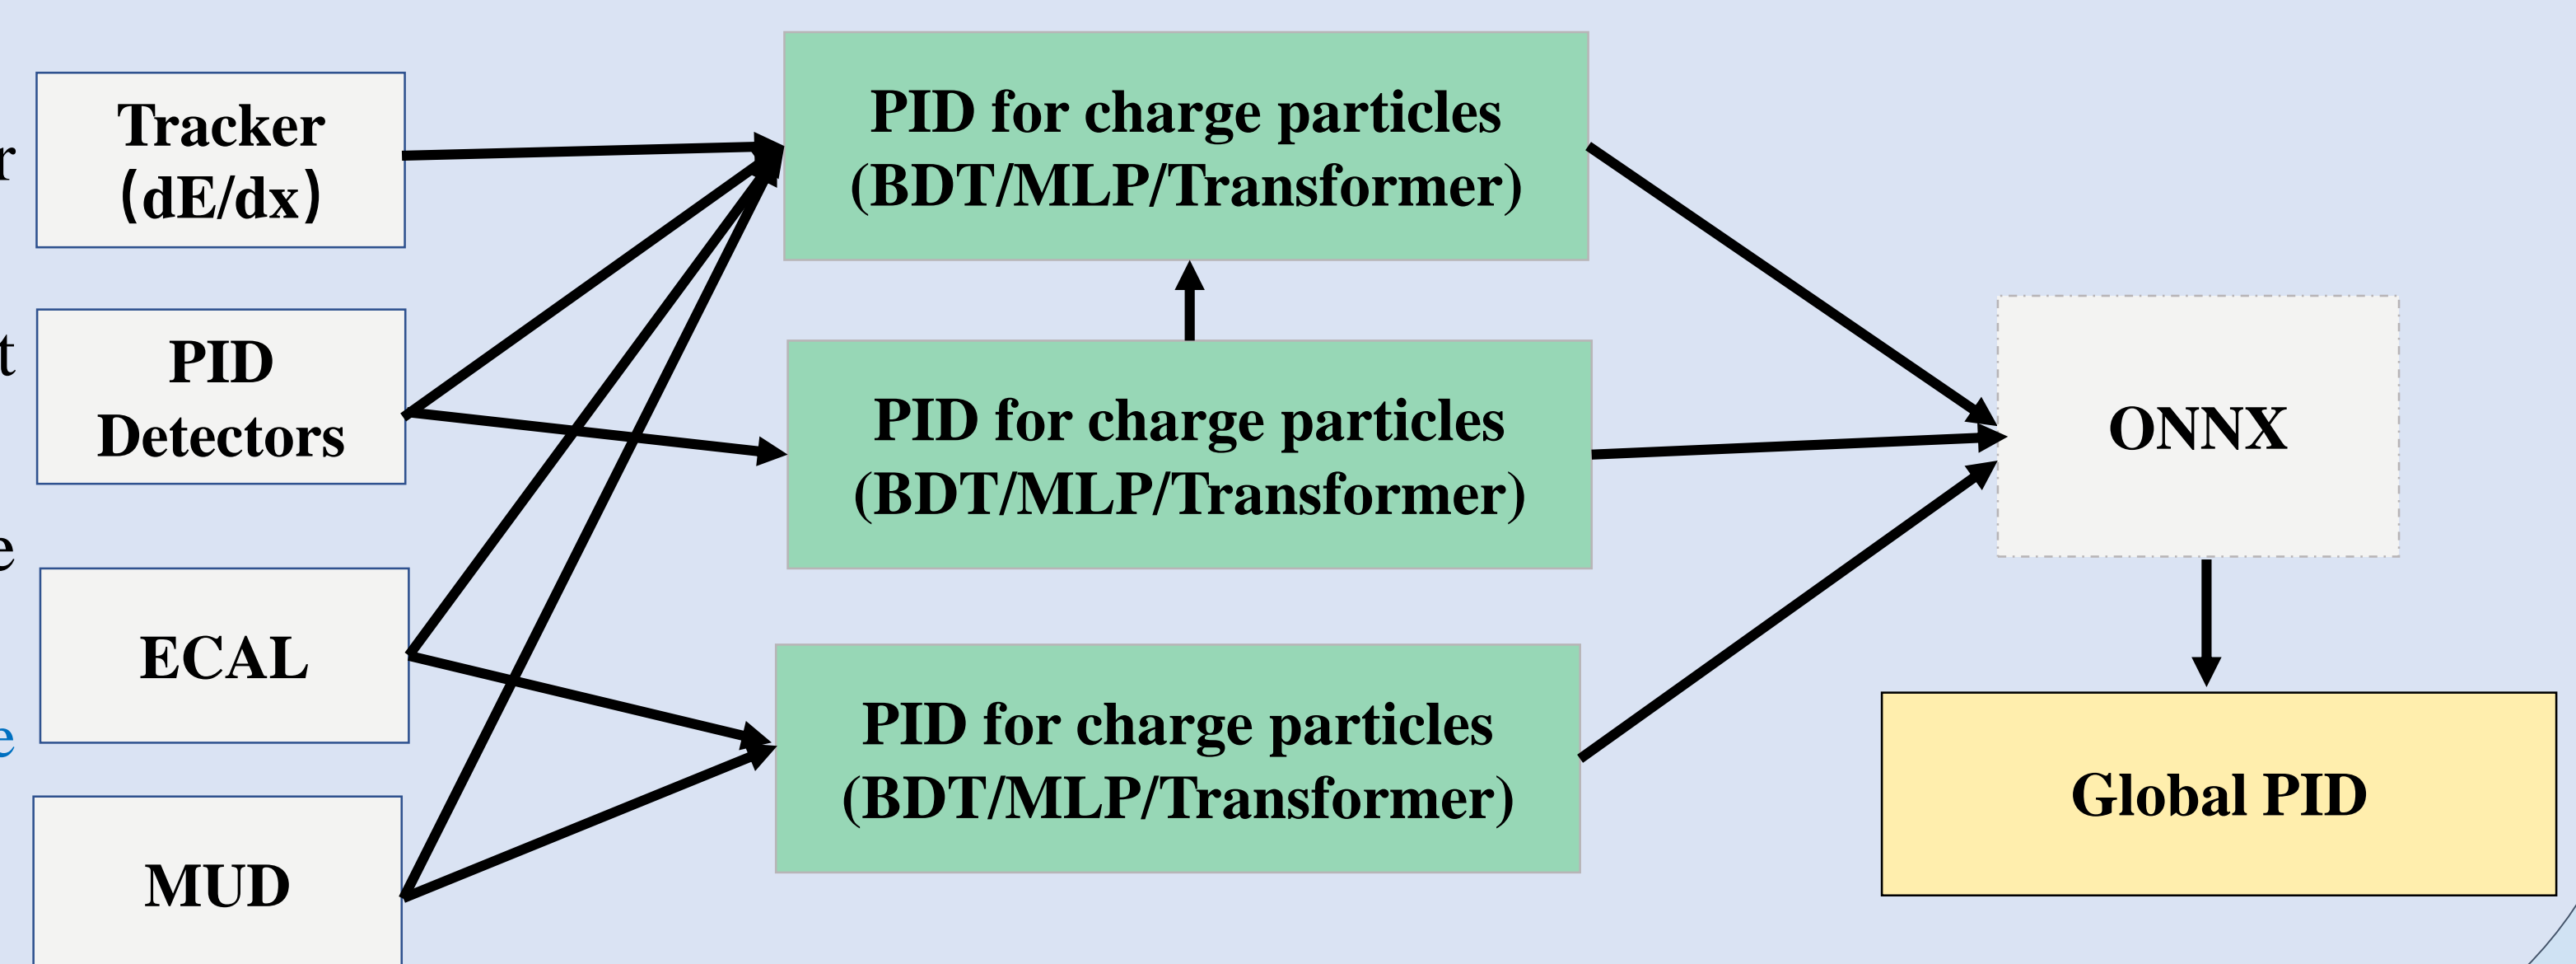 Tracker
(dE/dx)
PID
Detectors
ECAL
MUD
PID for charge particles
(BDT/MLP/Transformer)
PID for charge particles
(BDT/MLP/Transformer)
PID for charge particles
(BDT/MLP/Transformer)
ONNX
Global PID